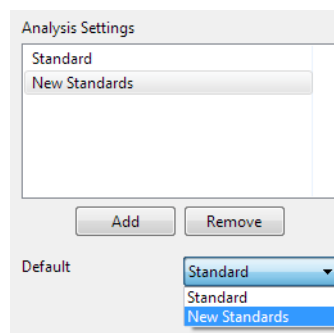 Analysis Settings
Standard
New Standards
Add Remove
Default Standard
Standard
New Standards